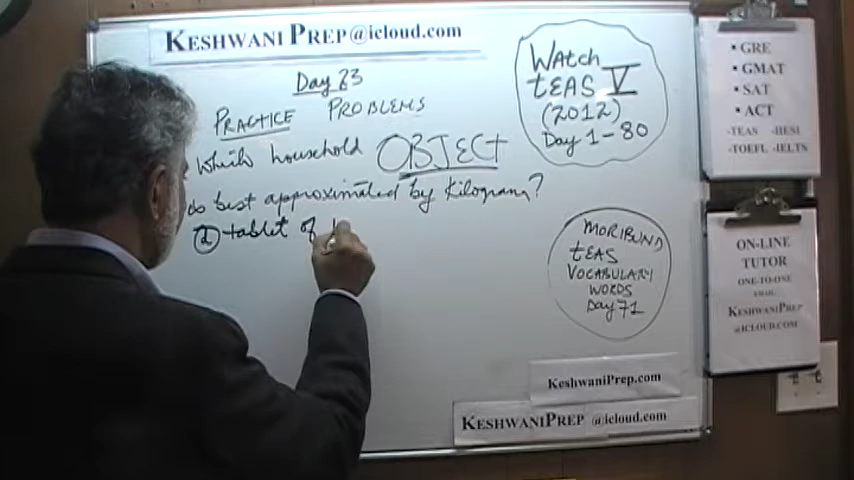 KESHWANI PREP@icloud.com
Day 83
PRACTICE PROBLEMS
Which household OBJECT
is best approximated by kilogram?
a tablet of
WAtch
tEAS V
(2012)
Day 1-80
MORIBUND
tEAS
VOCABULARY
WORDS
Day 71
KeshwaniPrep.com
KESHWANIPREP @icloud.com
• GRE
• GMAT
• SAT
• ACT
-TEAS -HESI
-TOEFL -IELTS
ON-LINE
TUTOR
ONE-TO-ONE
EMAIL:
KESHWANIPREP
@ICLOUD.COM